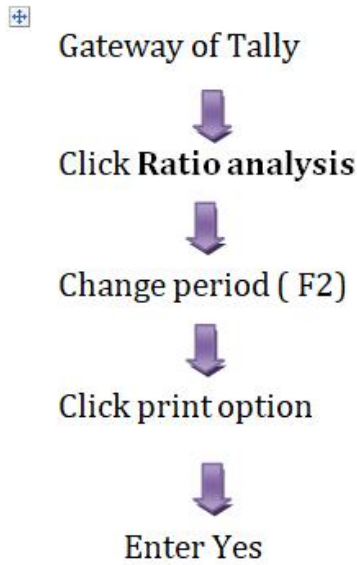 Gateway of Tally
Click Ratio analysis
Change period ( F2)
Click print option
Enter Yes